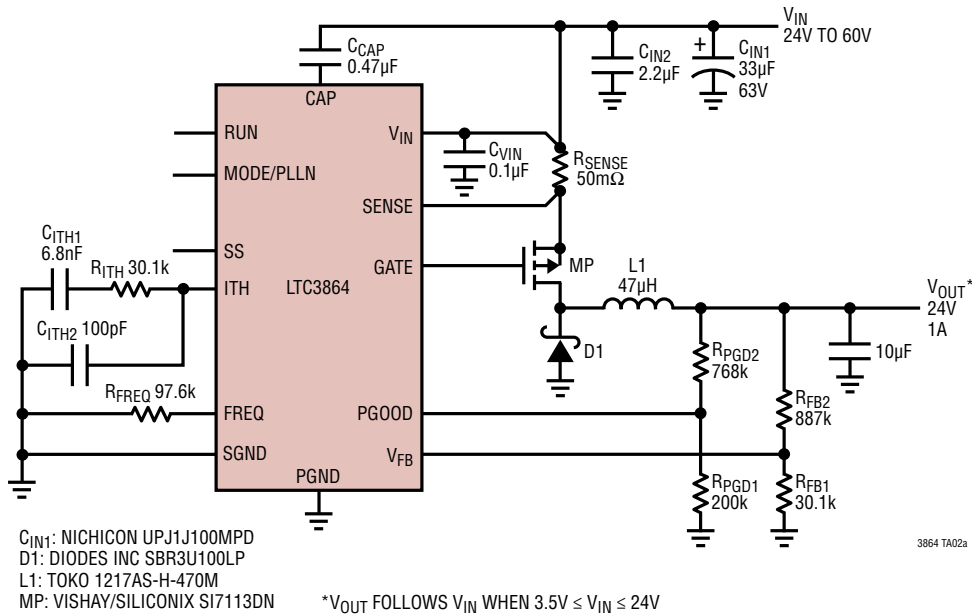 VIN
24V TO 60V
CCAP
0.47µF
CIN2
2.2µF
+
CIN1
33µF
63V
CAP
RUN
VIN
CVIN
0.1µF
RSENSE
50mΩ
MODE/PLLN
SENSE
CITH1
6.8nF
SS
RITH 30.1k
ITH
LTC3864
GATE
MP
L1
47µH
VOUT*
24V
1A
CITH2 100pF
D1
RPGD2
768k
10µF
RFREQ 97.6k
FREQ
PGOOD
RFB2
887k
SGND
VFB
PGND
RPGD1
200k
RFB1
30.1k
CIN1: NICHICON UPJ1J100MPD
D1: DIODES INC SBR3U100LP
L1: TOKO 1217AS-H-470M
MP: VISHAY/SILICONIX SI7113DN
*VOUT FOLLOWS VIN WHEN 3.5V ≤ VIN ≤ 24V
3864 TA02a